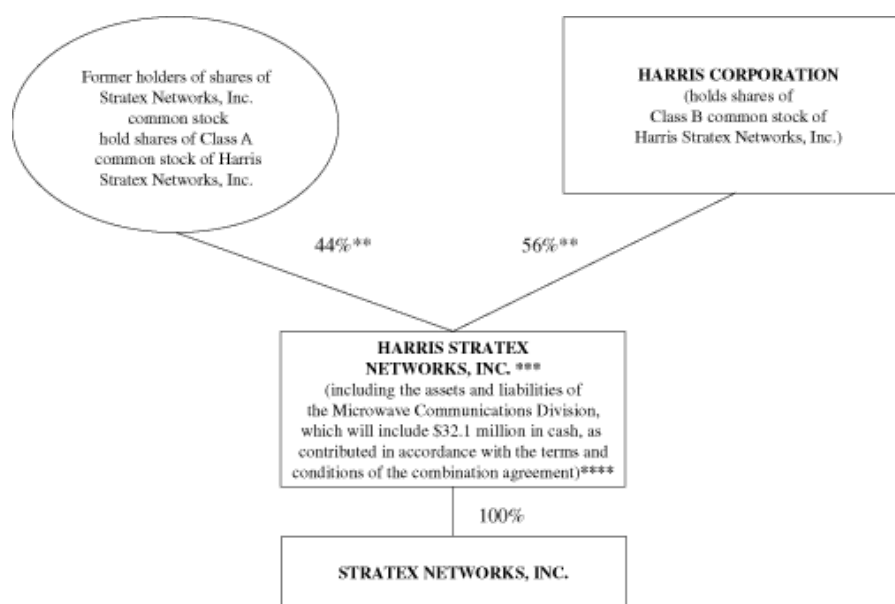 Former holders of shares of
Stratex Networks, Inc.
common stock
hold shares of Class A
common stock of Harris
Stratex Networks, Inc.
HARRIS CORPORATION
(holds shares of
Class B common stock of
Harris Stratex Networks, Inc.)
44%**
56%**
HARRIS STRATEX
NETWORKS, INC. ***
(including the assets and liabilities of
the Microwave Communications Division,
which will include $32.1 million in cash, as
contributed in accordance with the terms and
conditions of the combination agreement)****
100%
STRATEX NETWORKS, INC.